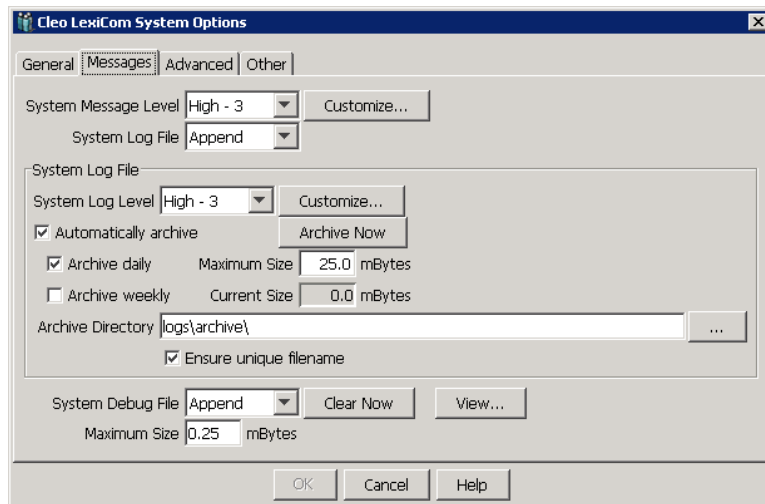 Cleo LexiCom System Options
General Messages Advanced Other
System Message Level High - 3 Customize...
System Log File Append
System Log File
System Log Level High - 3 Customize...
Automatically archive Archive Now
Archive daily Maximum Size 25.0 mBytes
Archive weekly Current Size 0.0 mBytes
Archive Directory logs\archive\ ...
Ensure unique filename
System Debug File Append Clear Now View...
Maximum Size 0.25 mBytes
OK Cancel Help